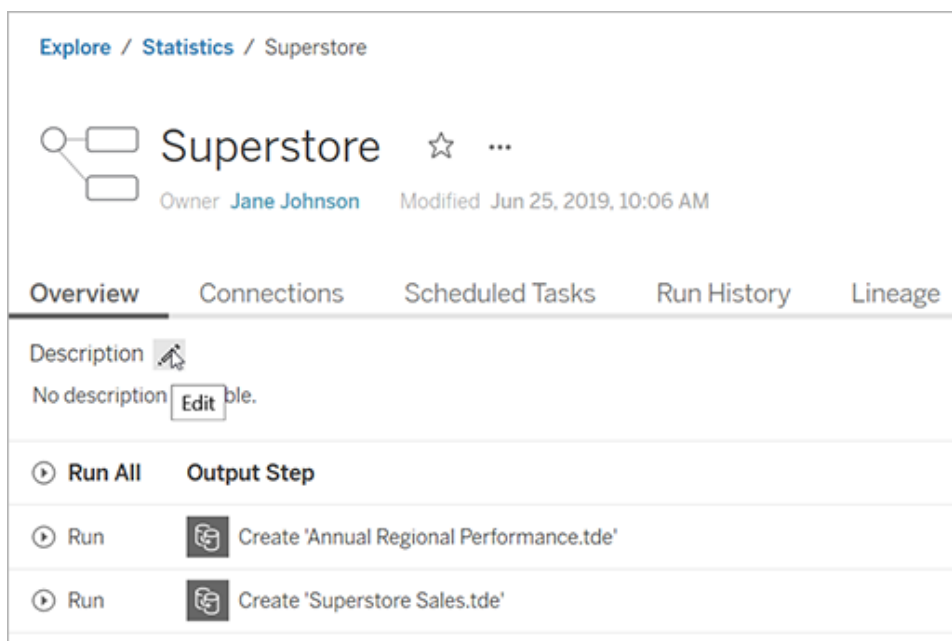 Explore / Statistics / Superstore
Superstore
Owner Jane Johnson Modified Jun 25, 2019, 10:06 AM
Overview Connections Scheduled Tasks Run History Lineage
Description
No description ble.
Edit
Run All Output Step
Run Create 'Annual Regional Performance.tde'
Run Create 'Superstore Sales.tde'